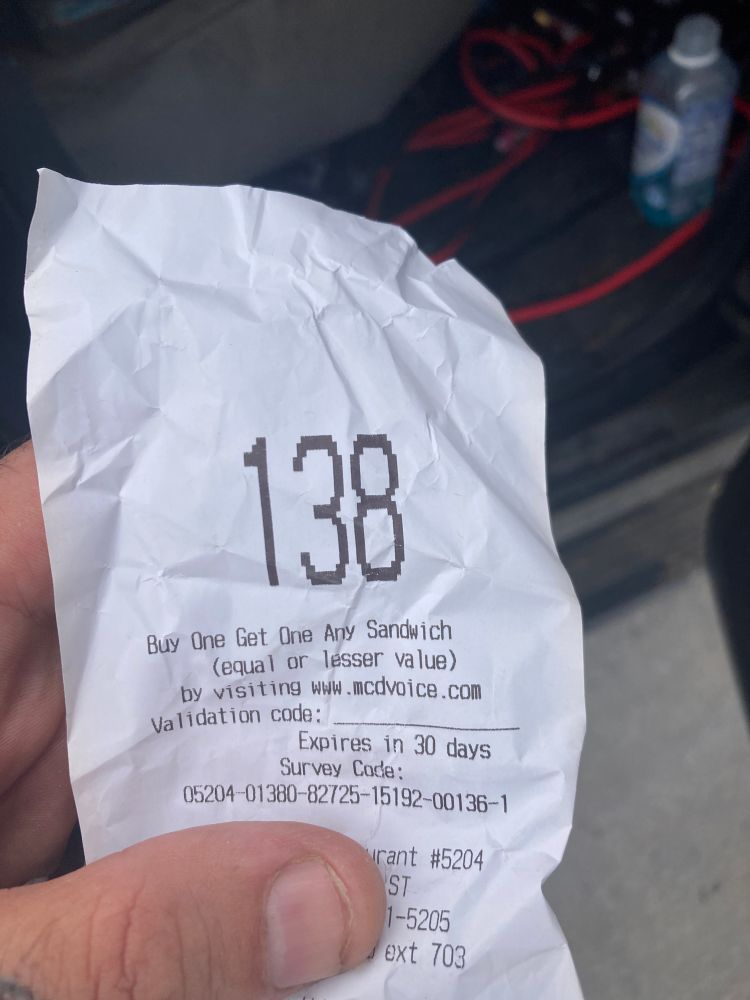 138
Buy One Get One Any Sandwich
(equal or lesser value)
by visiting www.mcdvoice.com
Validation code: ____________________
Expires in 30 days
Survey Code:
05204-01380-82725-15192-00136-1
#5204
ST
1-5205
ext 703